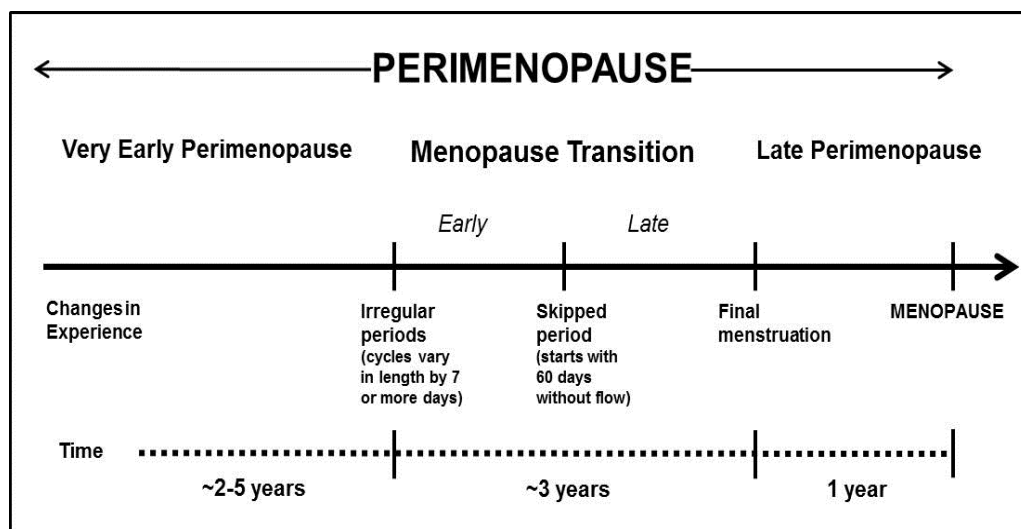 PERIMENOPAUSE
Very Early Perimenopause
Menopause Transition
Late Perimenopause
Early
Late
Changes in
Experience
Irregular
periods
(cycles vary
in length by 7
or more days)
Skipped
period
(starts with
60 days
without flow)
Final
menstruation
MENOPAUSE
Time
~2-5 years
~3 years
1 year